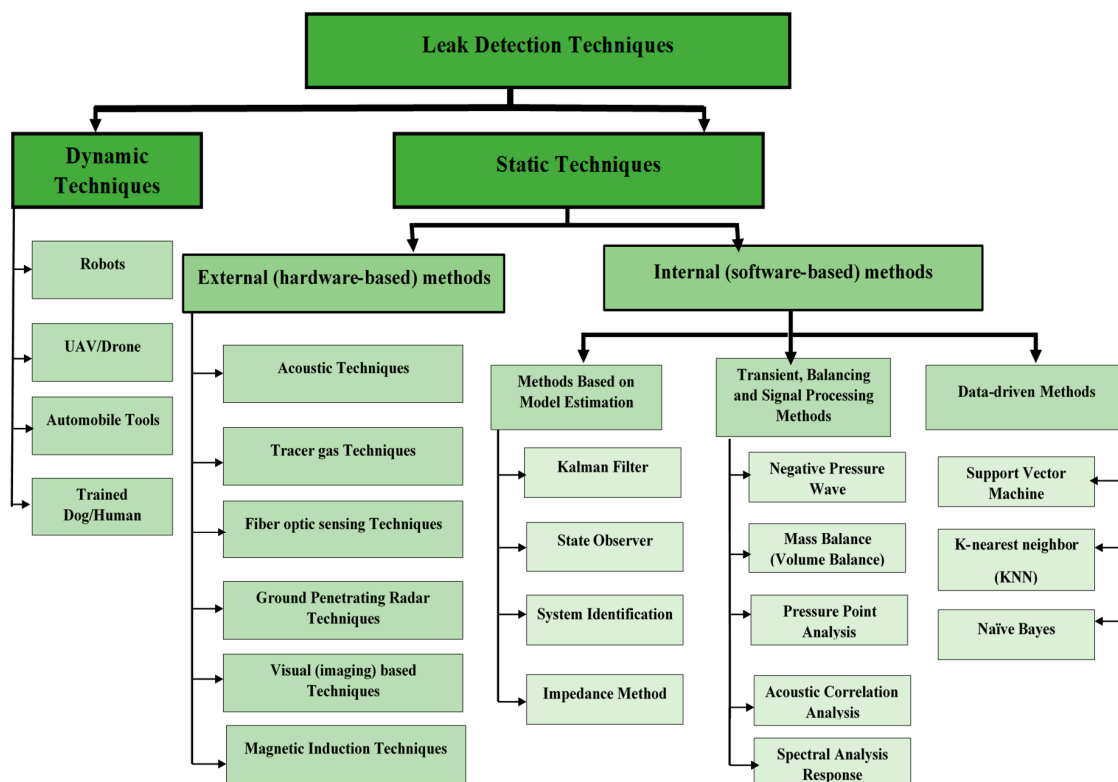 Leak Detection Techniques
Dynamic
Techniques
Static Techniques
Robots
UAV/Drone
Automobile Tools
Trained
Dog/Human
External (hardware-based) methods
Acoustic Techniques
Tracer gas Techniques
Fiber optic sensing Techniques
Ground Penetrating Radar
Techniques
Visual (imaging) based
Techniques
Magnetic Induction Techniques
Internal (software-based) methods
Methods Based on
Model Estimation
Kalman Filter
State Observer
System Identification
Impedance Method
Transient, Balancing
and Signal Processing
Methods
Negative Pressure
Wave
Mass Balance
(Volume Balance)
Pressure Point
Analysis
Acoustic Correlation
Analysis
Spectral Analysis
Response
Data-driven Methods
Support Vector
Machine
K-nearest neighbor
(KNN)
Naïve Bayes